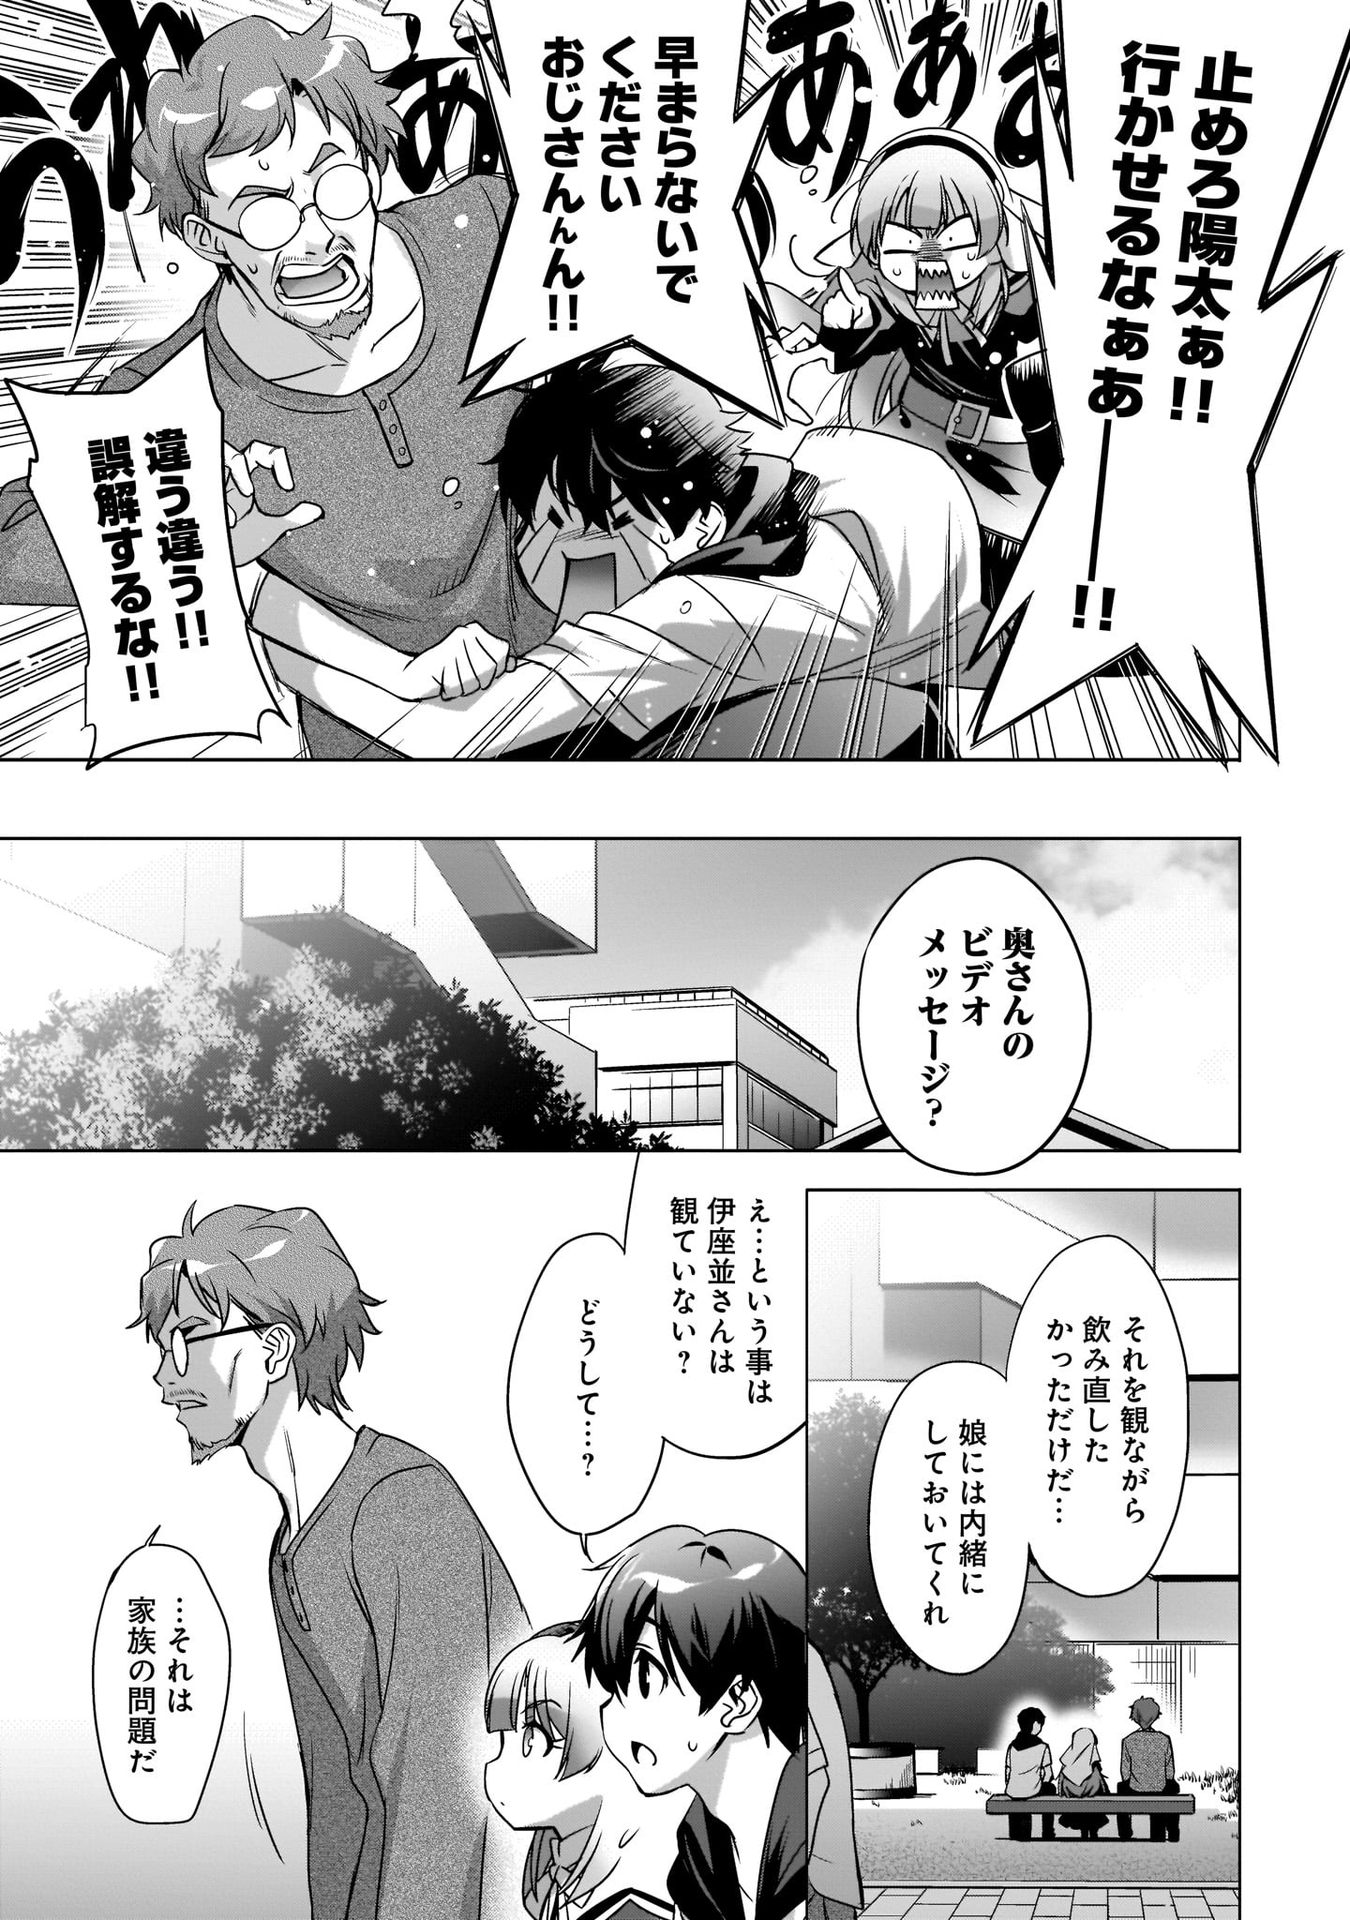 止めろ陽太ぁ!!
行かせるなぁあ
――!!
あぁあぁあ
早まらないで
ください
おじさんんん!!
違う違う!!
誤解するな!!
奥さんの
ビデオ
メッセージ?
それを観ながら
飲み直した
かっただけだ…
娘には内緒に
しておいてくれ
え…という事は
伊座並さんは
観ていない?
どうして…?
…それは
家族の問題だ